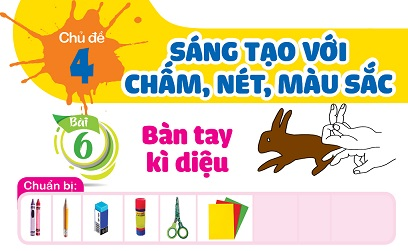 Chủ đề
4
SÁNG TẠO VỚI
CHẤM, NÉT, MÀU SẮC
Bài
6
Bàn tay
kì diệu
Chuẩn bị: